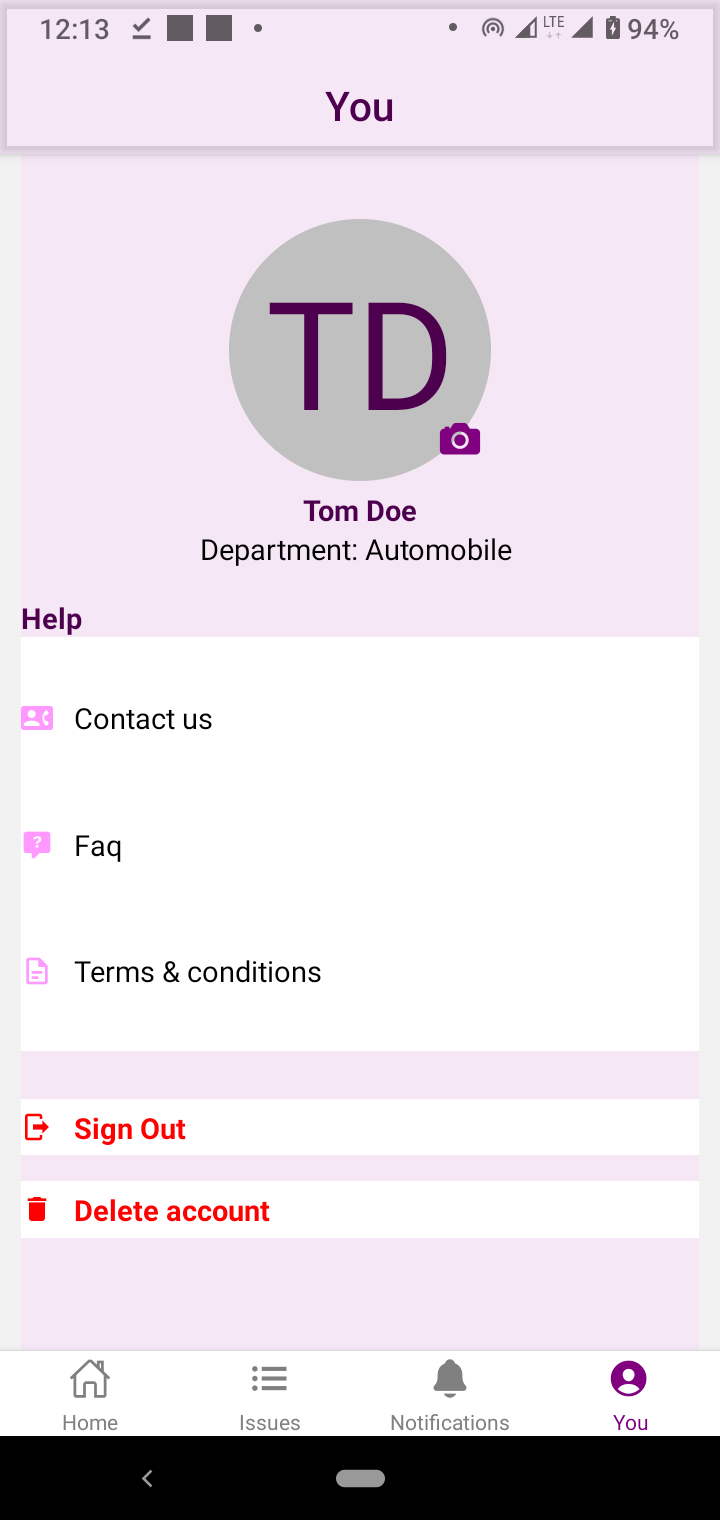 12:13 LTE 94%
You
TD
Tom Doe
Department: Automobile
Help
Contact us
Faq
Terms & conditions
Sign Out
Delete account
Home Issues Notifications You